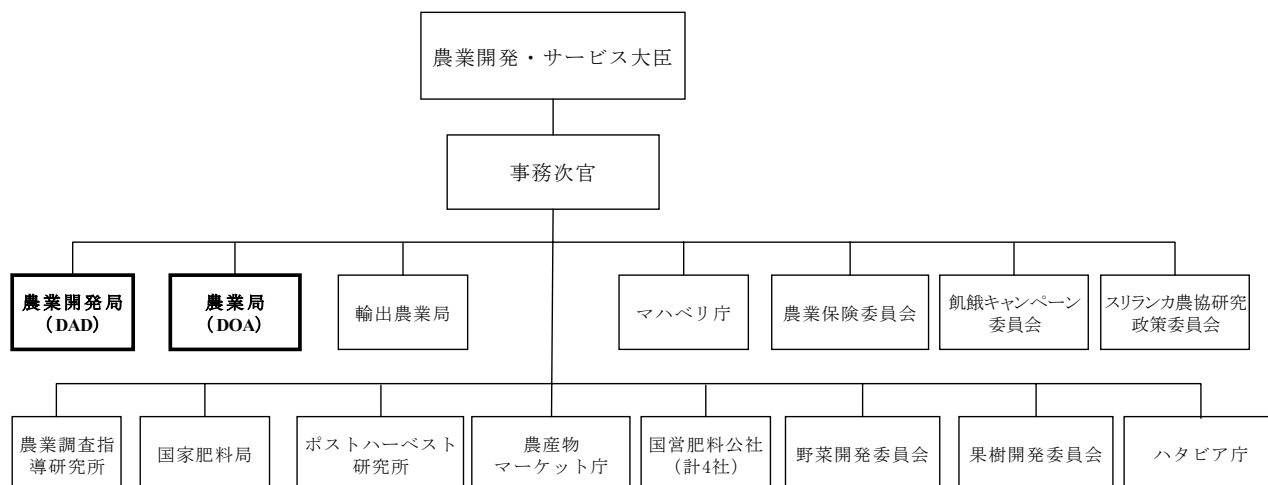 農業開発・サービス大臣
事務次官
農業開発局
(DAD)
農業局
(DOA)
輸出農業局
マハベリ庁
農業保険委員会
飢餓キャンペーン
委員会
スリランカ農協研究
政策委員会
農業調査指
導研究所
国家肥料局
ポストハーベスト
研究所
農産物
マーケット庁
国営肥料公社
(計4社)
野菜開発委員会
果樹開発委員会
ハタビア庁